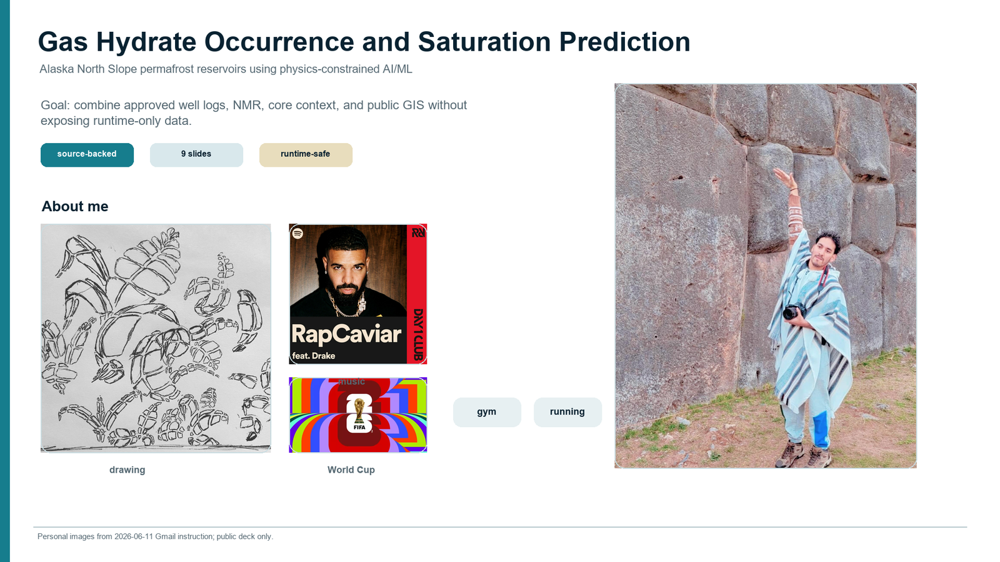 Gas Hydrate Occurrence and Saturation Prediction
Alaska North Slope permafrost reservoirs using physics-constrained AI/ML
Goal: combine approved well logs, NMR, core context, and public GIS without
exposing runtime-only data.
source-backed
9 slides
runtime-safe
About me
RapCaviar
feat. Drake
DAY 1 CLUB
music
FIFA
gym
running
drawing
World Cup
Personal images from 2026-06-11 Gmail instruction; public deck only.